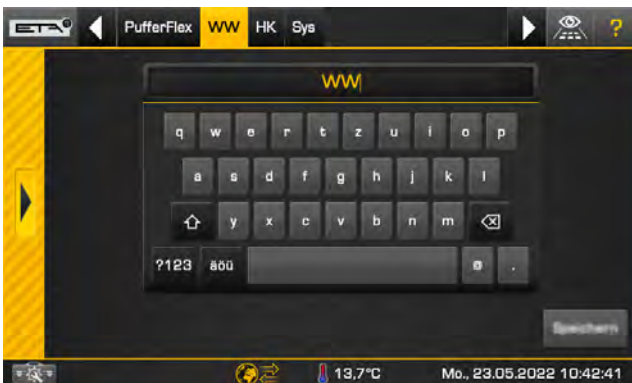 ETA PufferFlex WW HK Sys ?
WW
q w e r t z u i o p
a s d f g h j k l
y x c v b n m
?123 äöü @ .
Speichern
13,7°C Mo., 23.05.2022 10:42:41